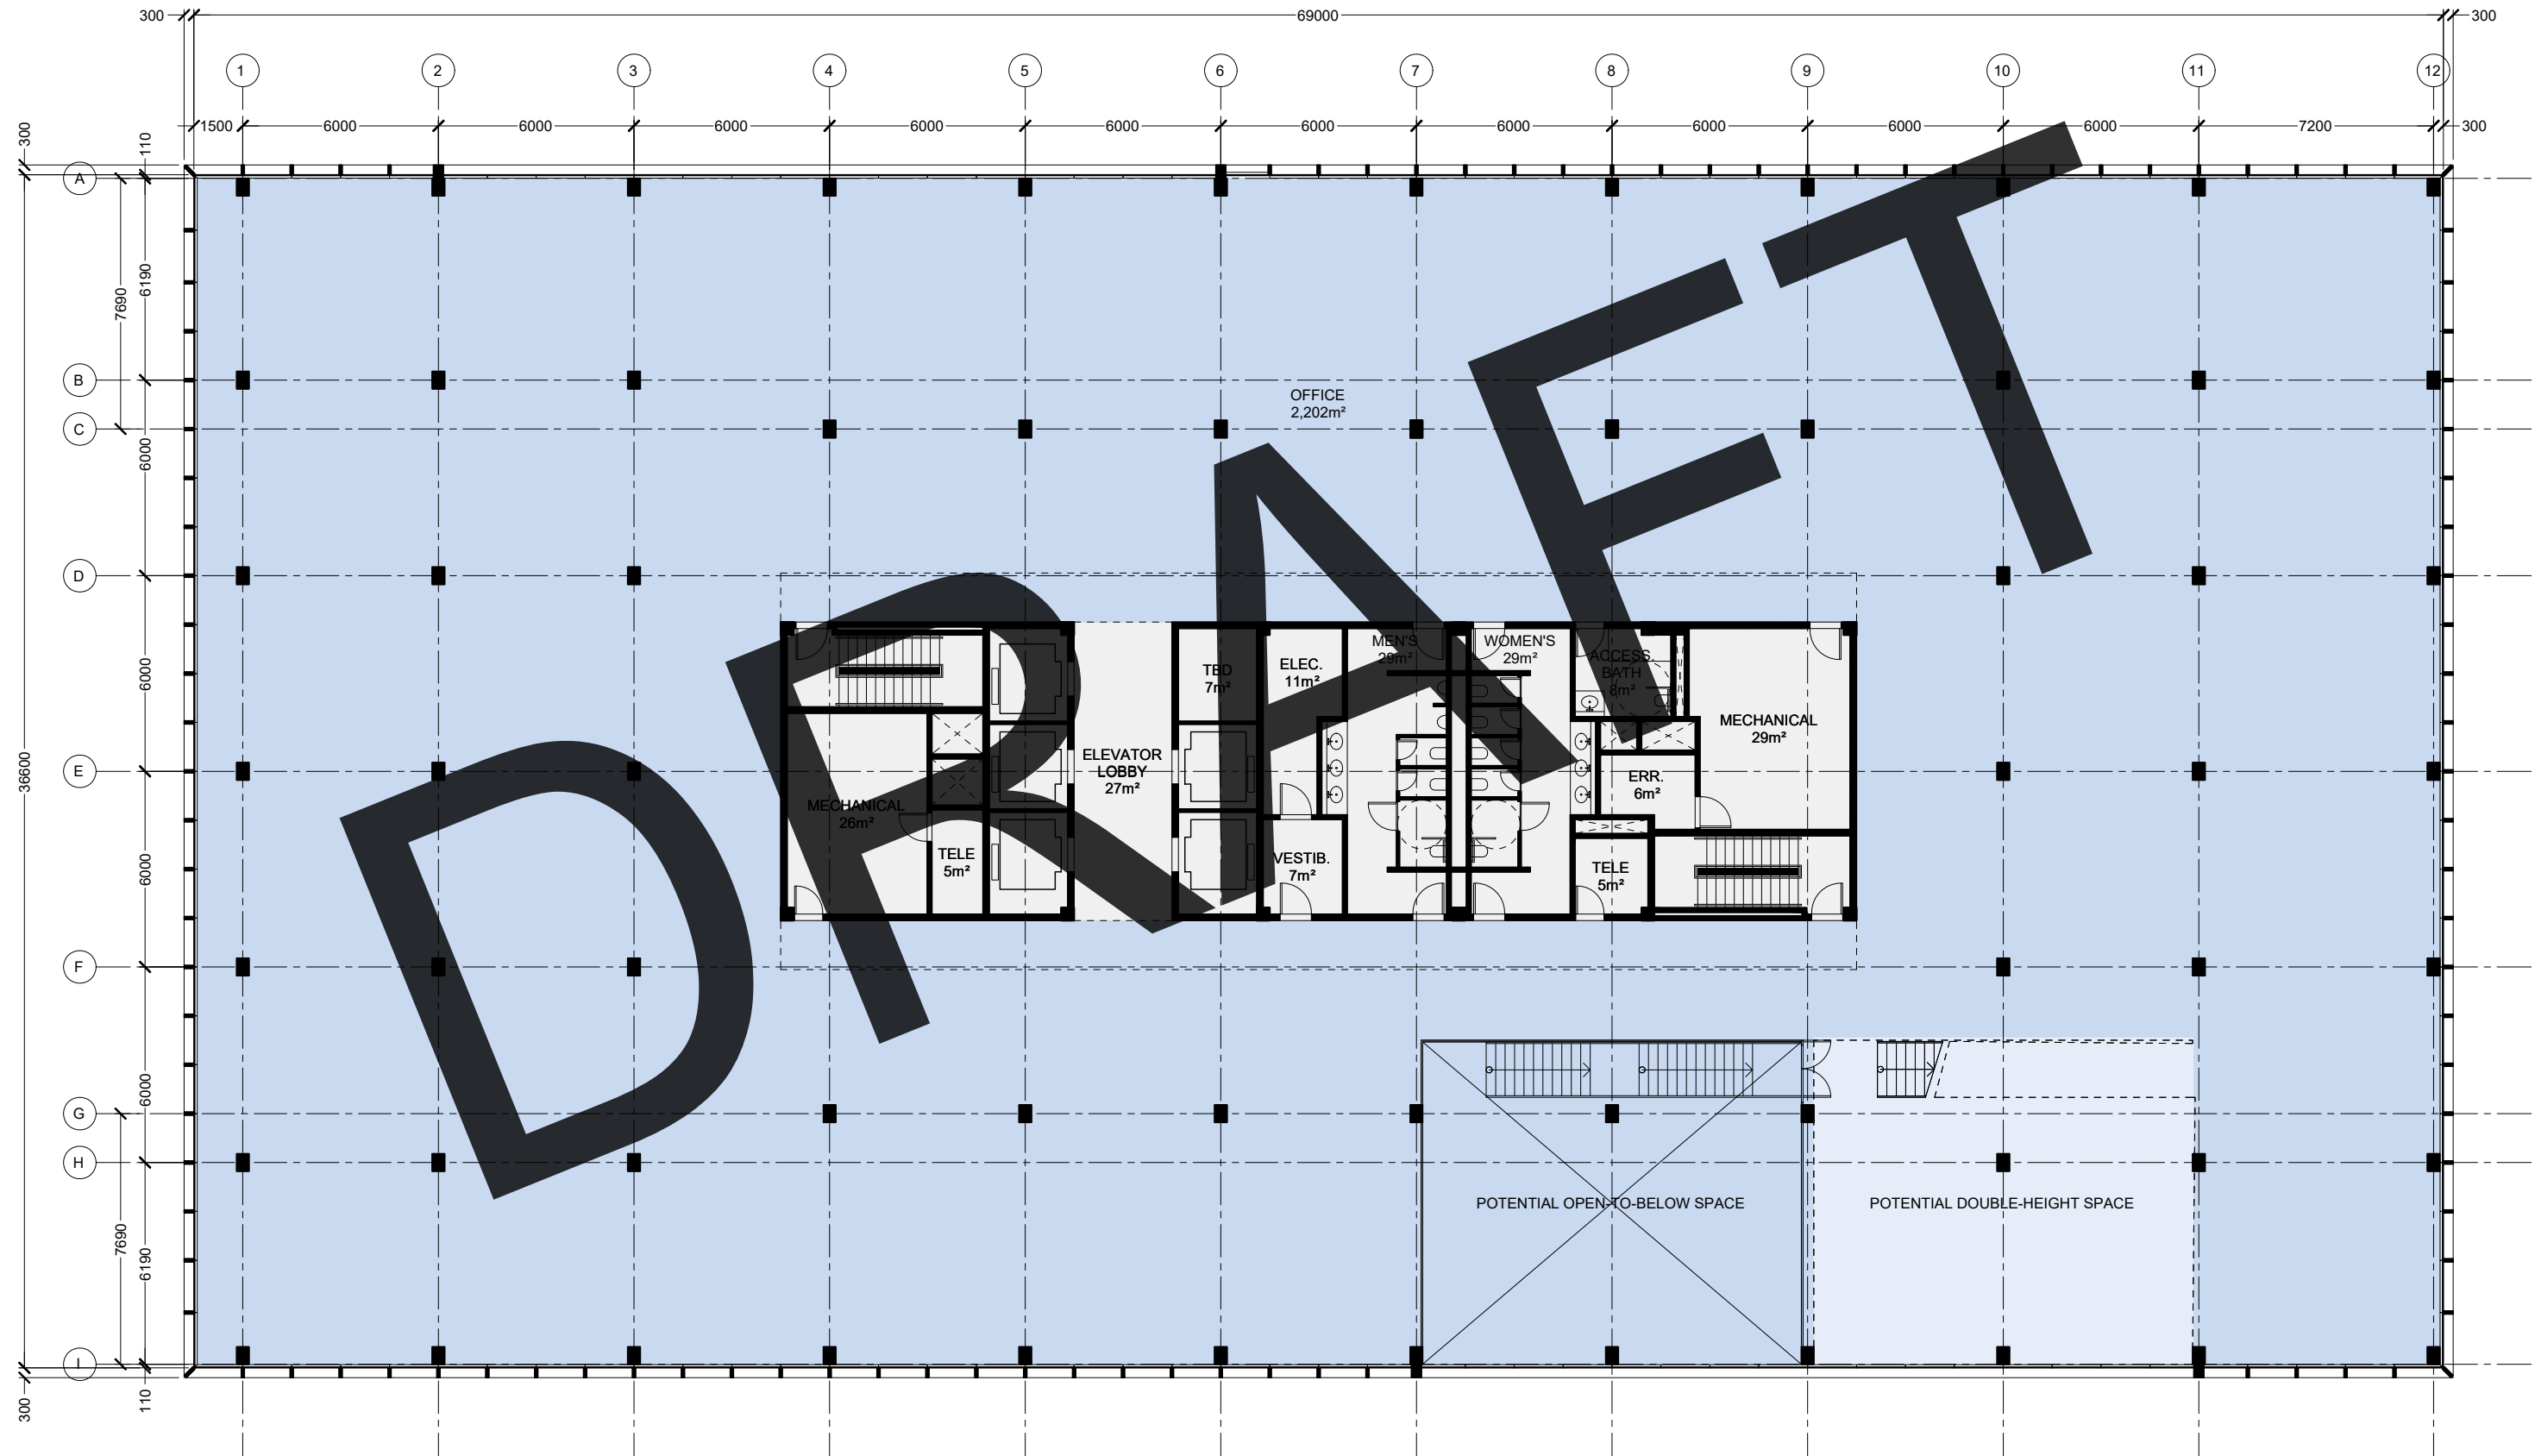 300
69000
300
1
2
3
4
5
6
7
8
9
10
11
12
1500
6000
6000
6000
6000
6000
6000
6000
6000
6000
6000
7200
300
300
110
A
6190
7690
B
OFFICE
2,202m²
C
6000
D
MEN'S
29m²
WOMEN'S
29m²
ACCESS.
BATH
8m²
TBD
7m²
ELEC.
11m²
6000
MECHANICAL
29m²
ELEVATOR
LOBBY
27m²
E
36600
ERR.
6m²
MECHANICAL
26m²
TELE
5m²
VESTIB.
7m²
TELE
5m²
6000
F
6000
G
H
POTENTIAL OPEN-TO-BELOW SPACE
POTENTIAL DOUBLE-HEIGHT SPACE
7690
6190
I
300
110
DRAFT